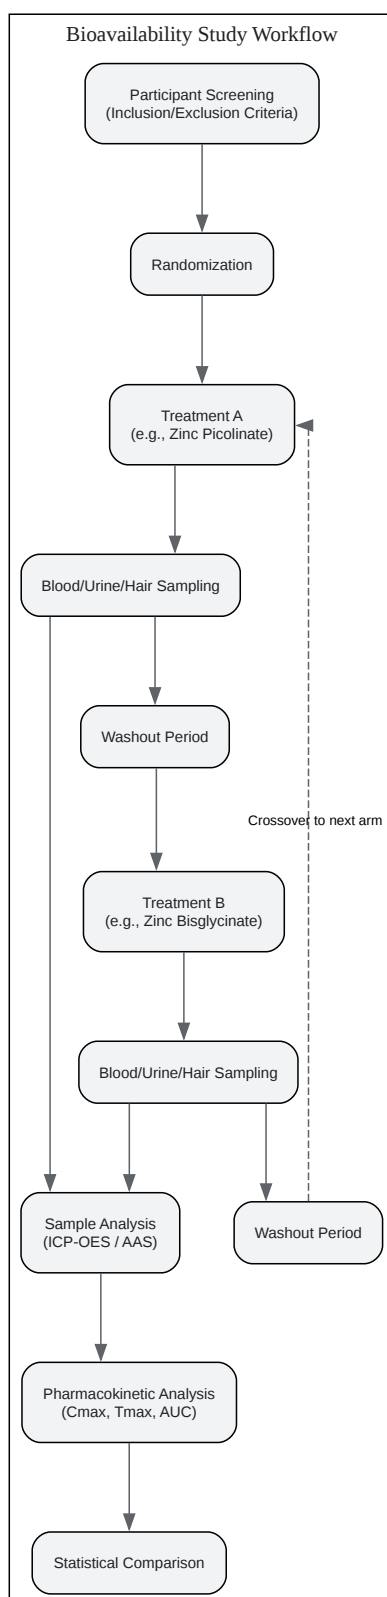 Bioavailability Study Workflow
Participant Screening
(Inclusion/Exclusion Criteria)
Randomization
Treatment A
(e.g., Zinc Picolinate)
Blood/Urine/Hair Sampling
Washout Period
Crossover to next arm
Treatment B
(e.g., Zinc Bisglycinate)
Blood/Urine/Hair Sampling
Sample Analysis
(ICP-OES / AAS)
Washout Period
Pharmacokinetic Analysis
(Cmax, Tmax, AUC)
Statistical Comparison